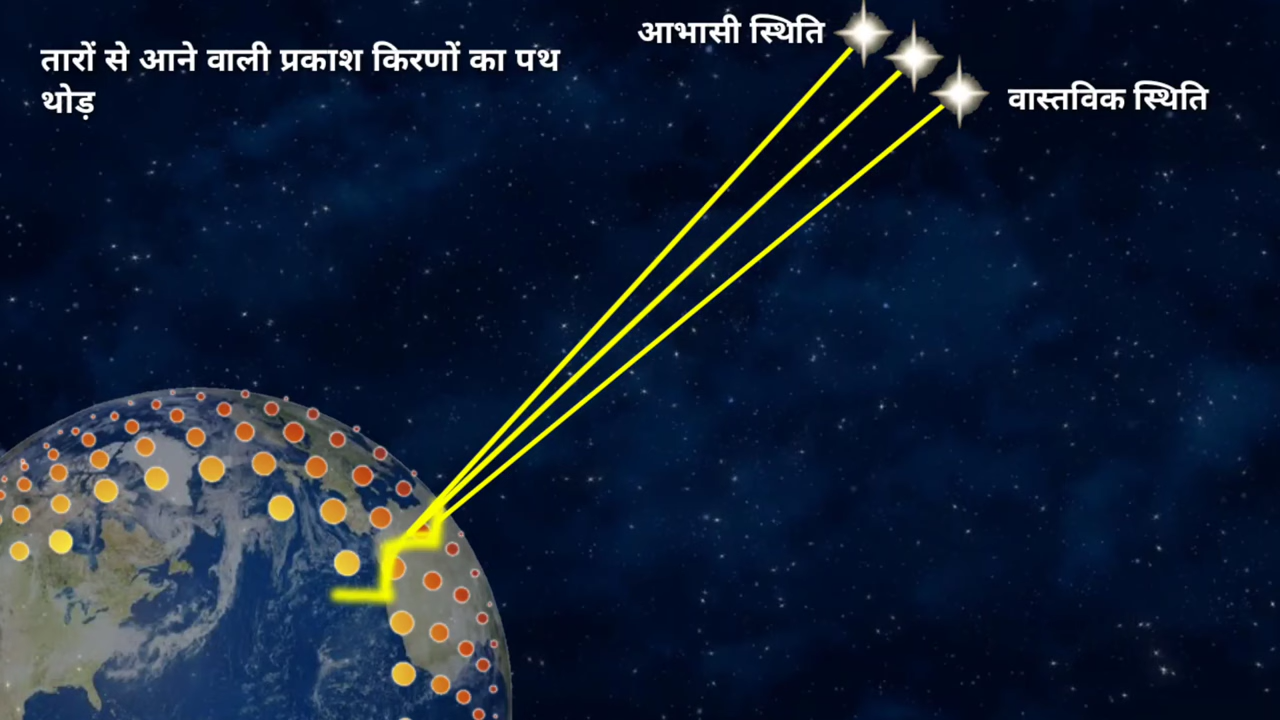 तारों से आने वाली प्रकाश किरणों का पथ
थोड़
आभासी स्थिति
वास्तविक स्थिति